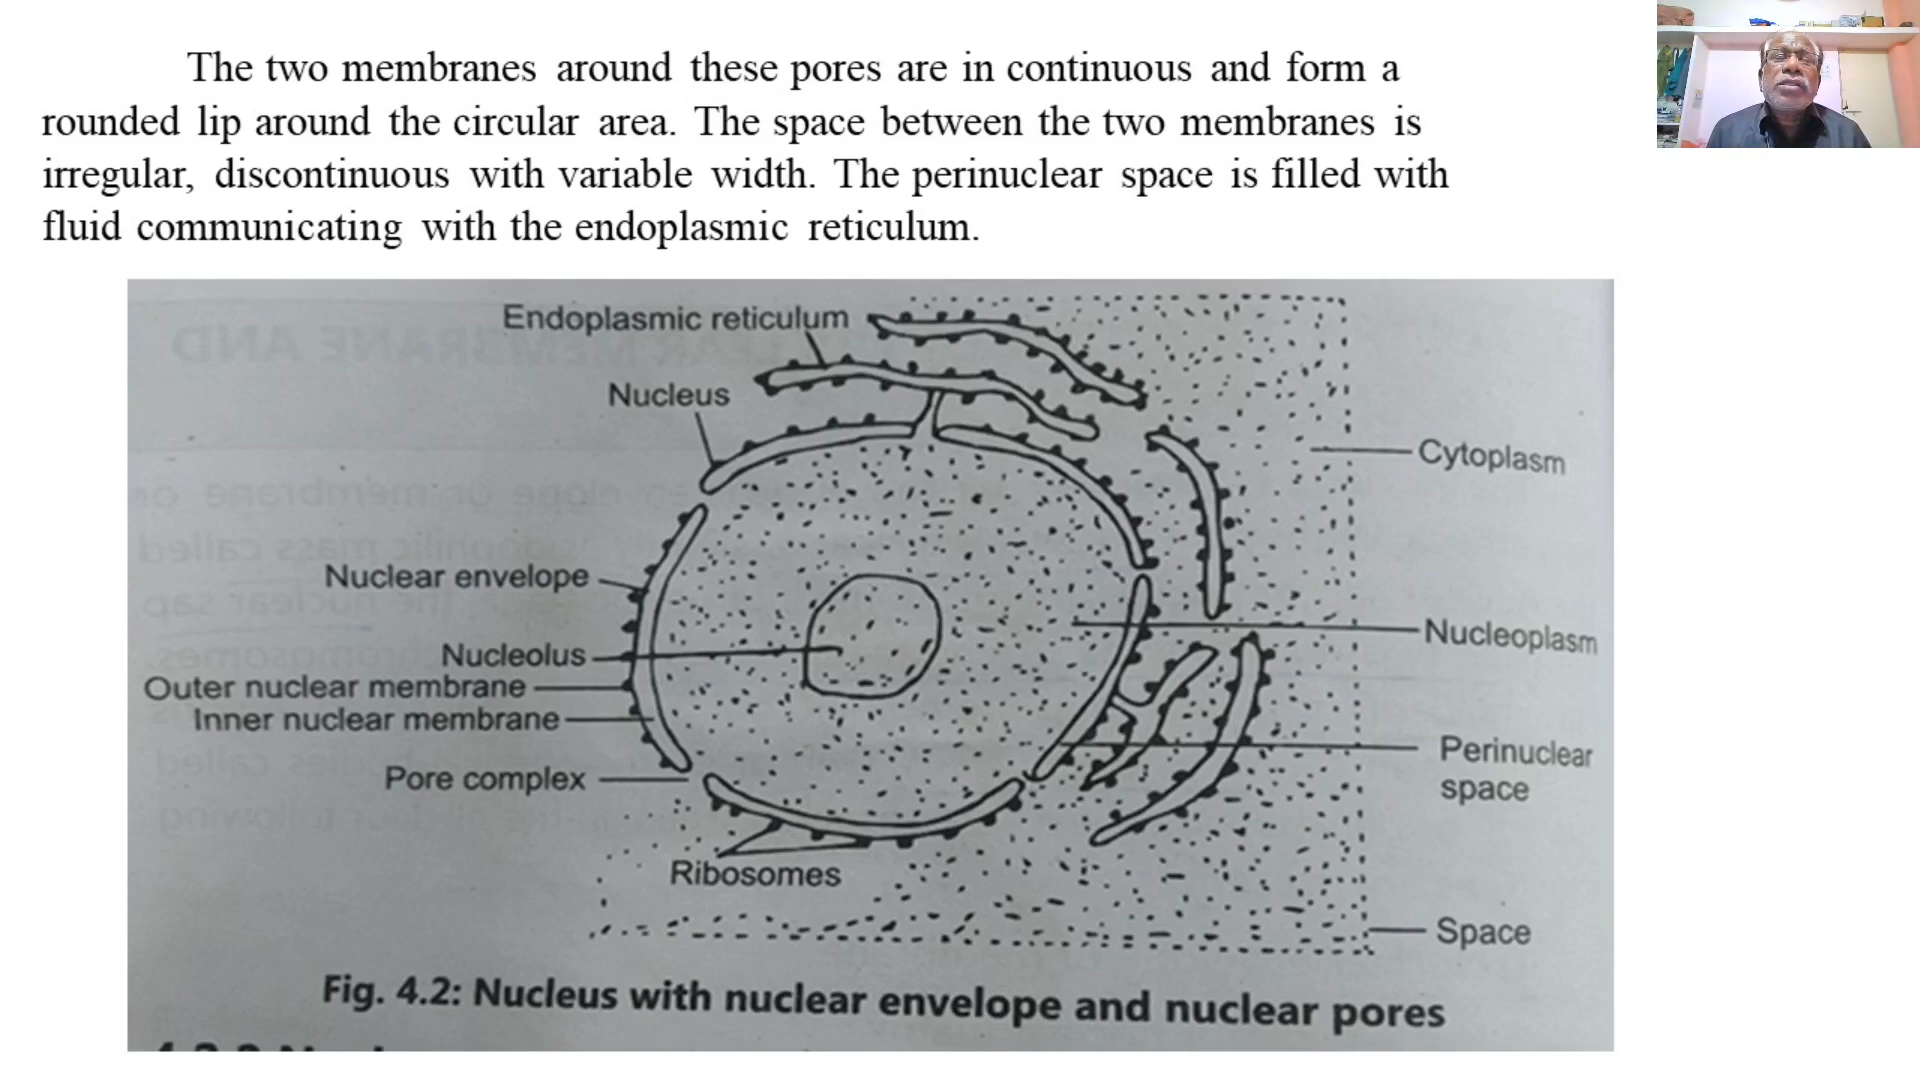 The two membranes around these pores are in continuous and form a
rounded lip around the circular area. The space between the two membranes is
irregular, discontinuous with variable width. The perinuclear space is filled with
fluid communicating with the endoplasmic reticulum.
Endoplasmic reticulum
Nucleus
Cytoplasm
Nuclear envelope
Nucleoplasm
Nucleolus
Outer nuclear membrane
Inner nuclear membrane
Perinuclear
space
Pore complex
Ribosomes
Space
Fig. 4.2: Nucleus with nuclear envelope and nuclear pores